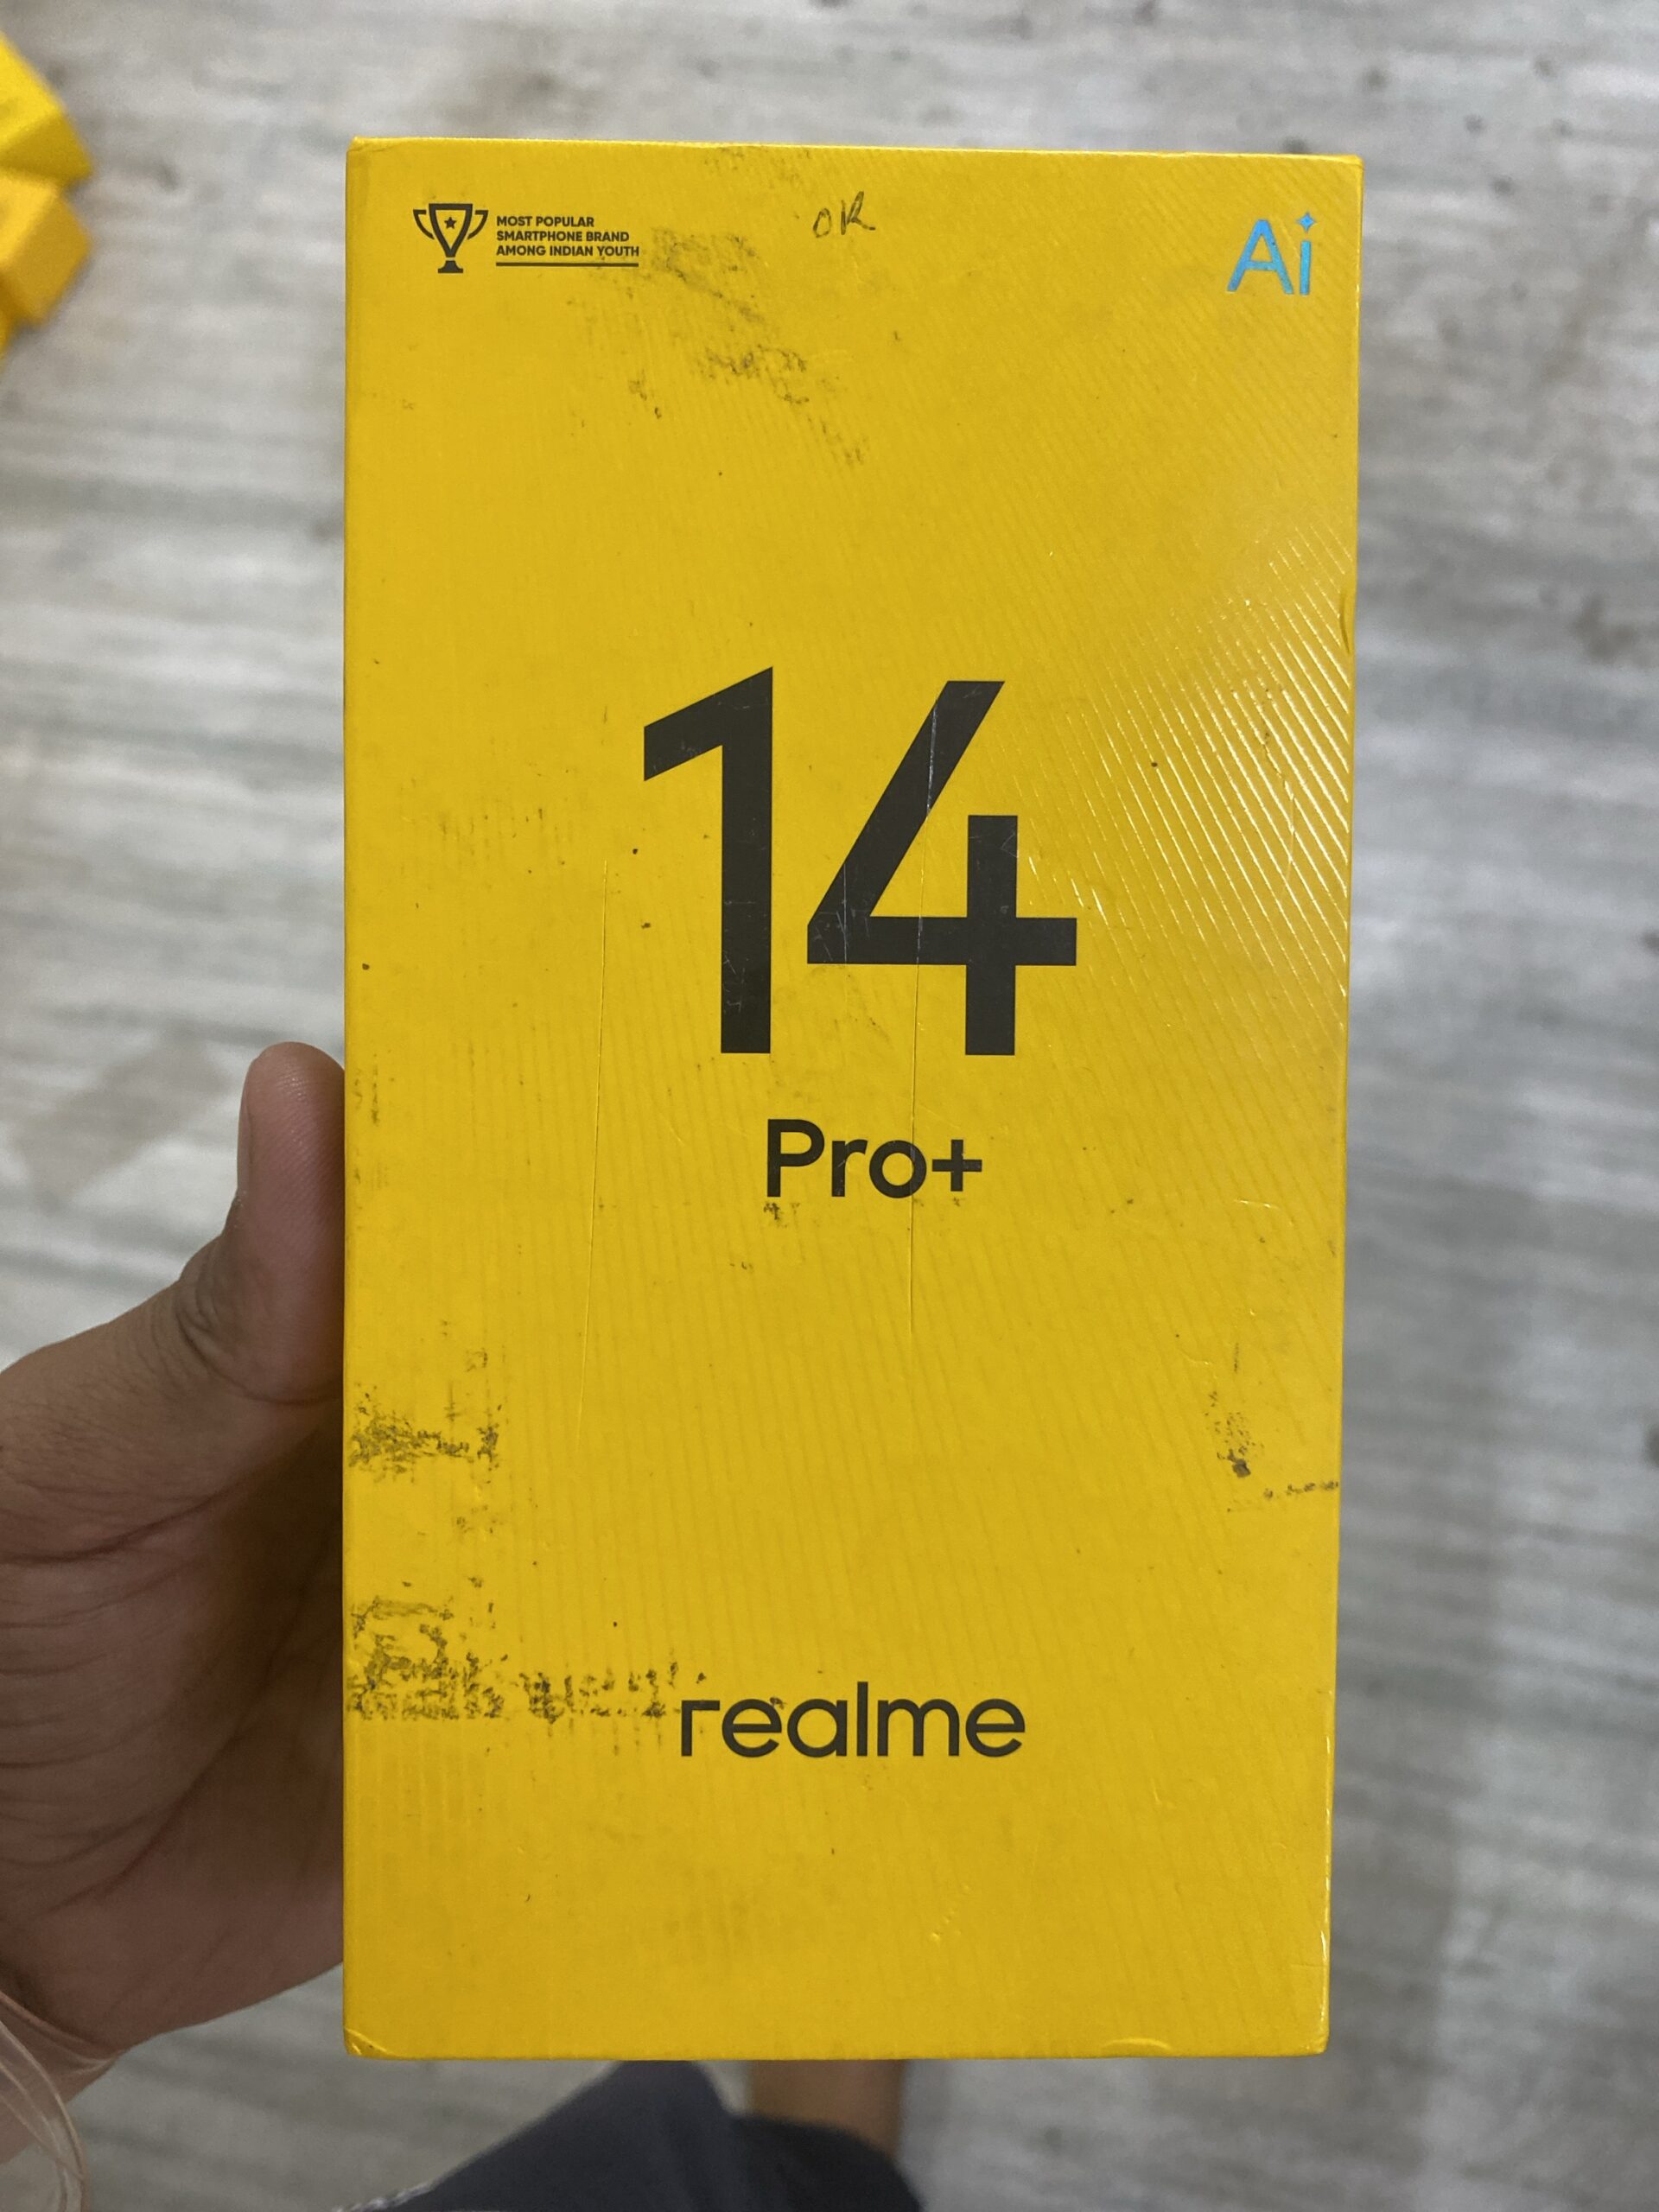 MOST POPULAR
SMARTPHONE BRAND
AMONG INDIAN YOUTH
OK
Ai
14
Pro+
realme